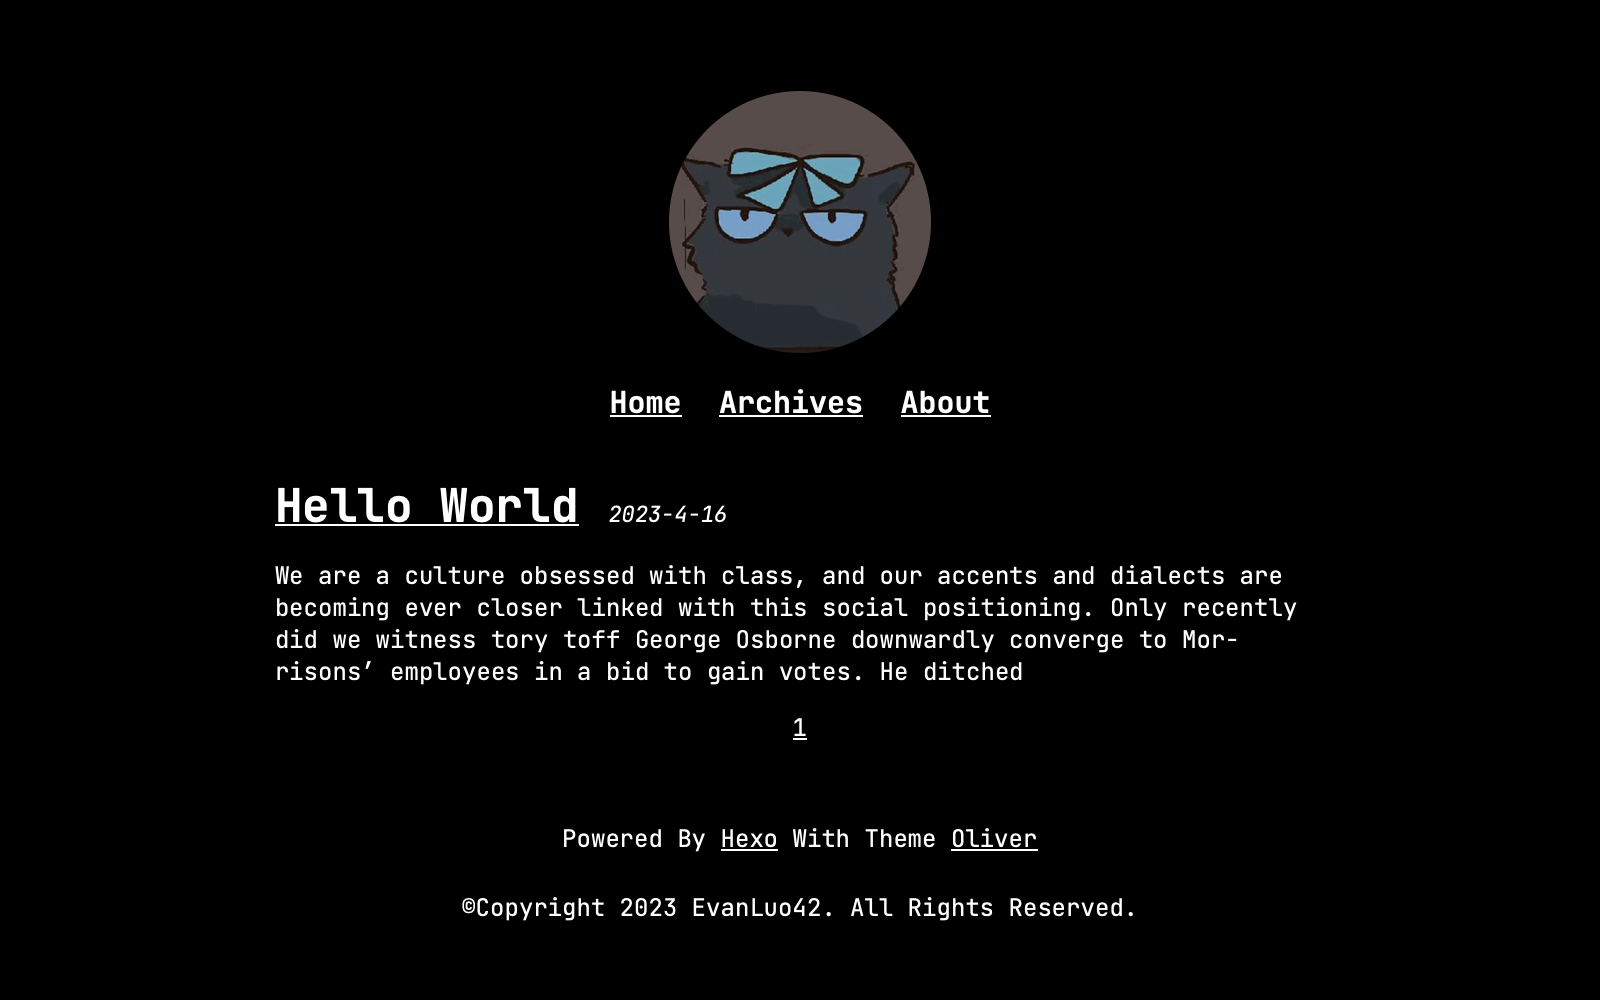 Home Archives About
Hello World 2023-4-16
We are a culture obsessed with class, and our accents and dialects are
becoming ever closer linked with this social positioning. Only recently
did we witness tory toff George Osborne downwardly converge to Mor-
risons’ employees in a bid to gain votes. He ditched
1
Powered By Hexo With Theme Oliver
©Copyright 2023 EvanLuo42. All Rights Reserved.